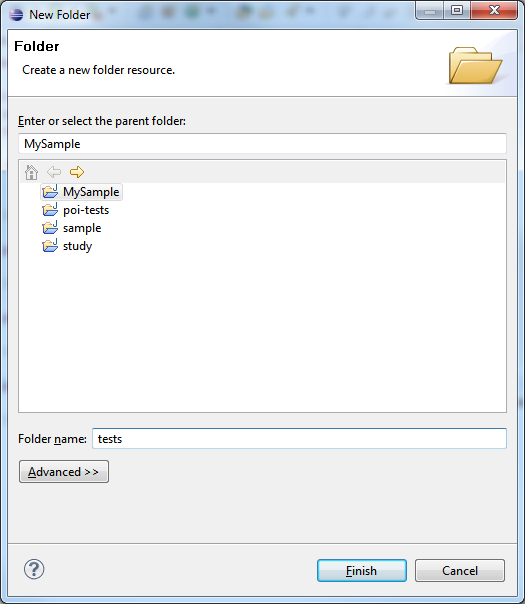 New Folder
Folder
Create a new folder resource.
Enter or select the parent folder:
MySample
MySample
poi-tests
sample
study
Folder name: tests
Advanced >>
Finish Cancel